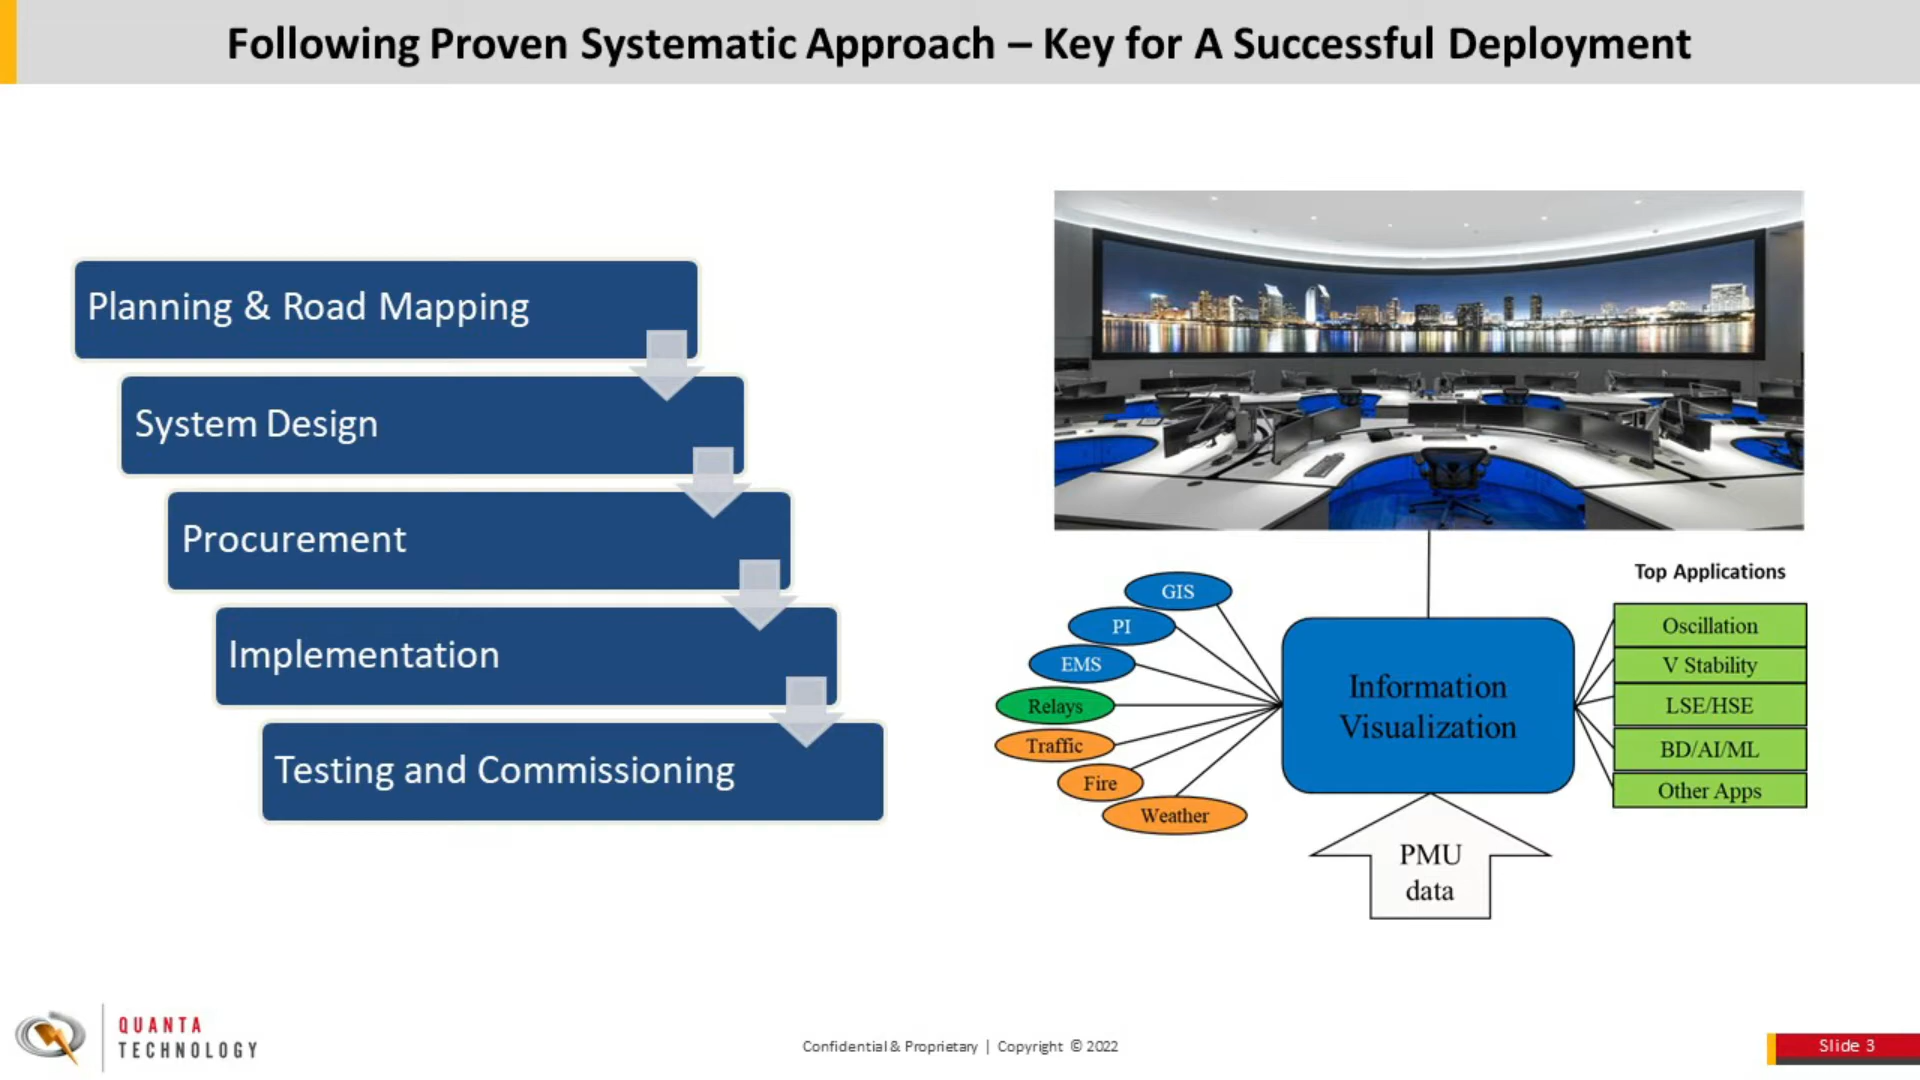 Following Proven Systematic Approach – Key for A Successful Deployment
Planning & Road Mapping
System Design
Procurement
Implementation
Testing and Commissioning
GIS
PI
EMS
Relays
Traffic
Fire
Weather
Information
Visualization
PMU
data
Top Applications
Oscillation
V Stability
LSE/HSE
BD/AI/ML
Other Apps
QUANTA
TECHNOLOGY
Confidential & Proprietary | Copyright © 2022
Slide 3